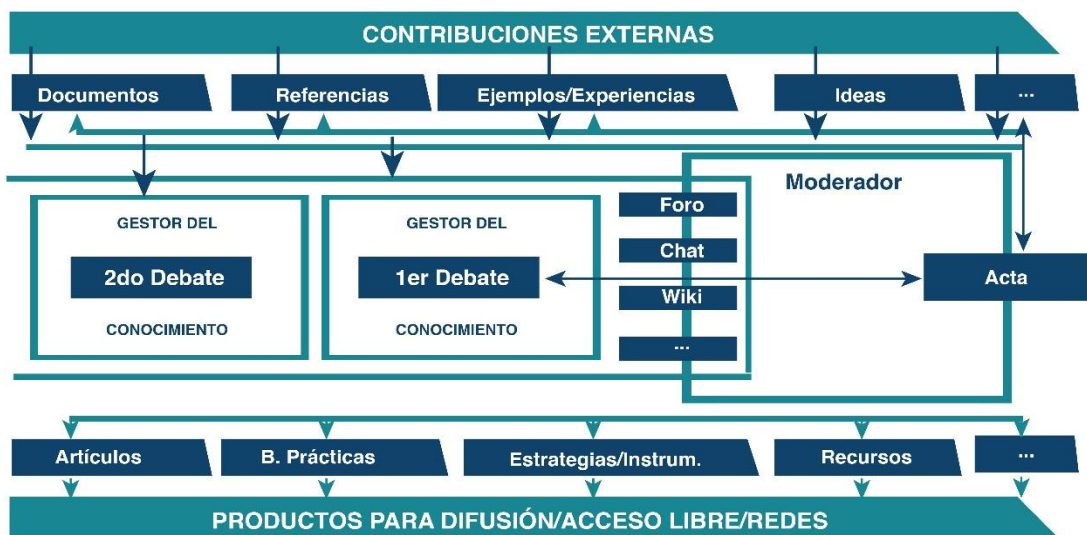 CONTRIBUCIONES EXTERNAS
Documentos
Referencias
Ejemplos/Experiencias
Ideas
...
GESTOR DEL
2do Debate
CONOCIMIENTO
GESTOR DEL
1er Debate
CONOCIMIENTO
Foro
Chat
Wiki
...
Moderador
Acta
Artículos
B. Prácticas
Estrategias/Instrum.
Recursos
...
PRODUCTOS PARA DIFUSIÓN/ACCESO LIBRE/REDES